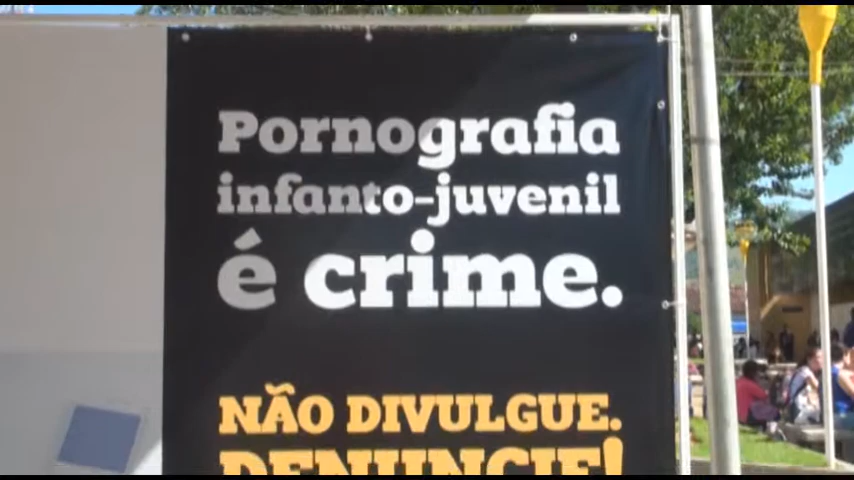 Pornografia
infanto-juvenil
é crime.
NÃO DIVULGUE.
DENUNCIE!